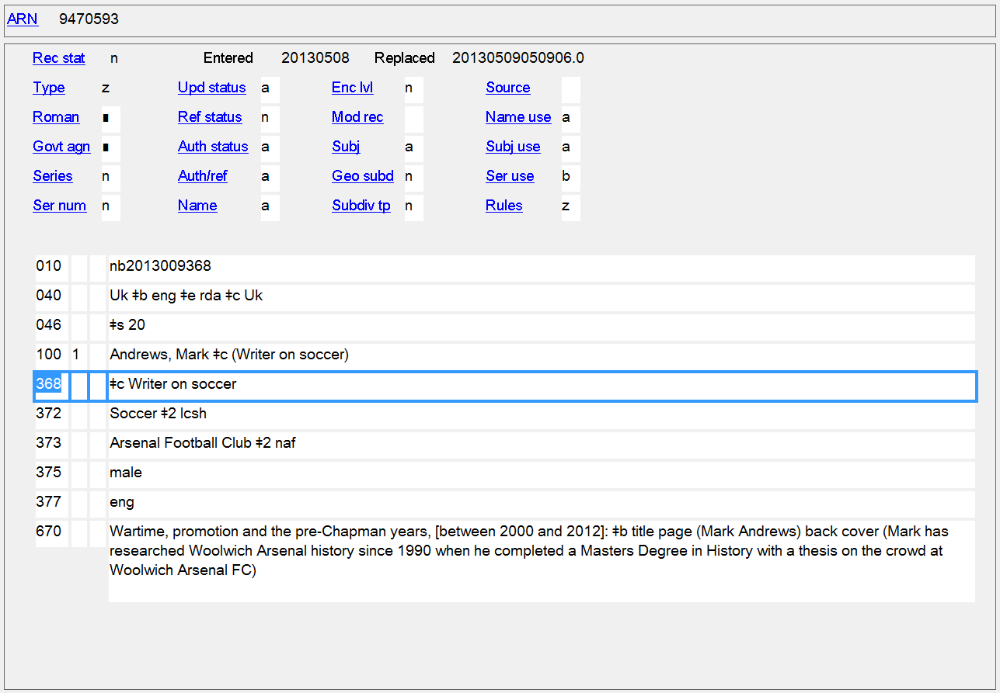 ARN 9470593
Rec stat n Entered 20130508 Replaced 20130509050906.0
Type z Upd status a Enc lvl n Source
Roman ▮ Ref status n Mod rec Name use a
Govt agn ▮ Auth status a Subj a Subj use a
Series n Auth/ref a Geo subd n Ser use b
Ser num n Name a Subdiv tp n Rules z
010 nb2013009368
040 Uk ǂb eng ǂe rda ǂc Uk
046 ǂs 20
100 1 Andrews, Mark ǂc (Writer on soccer)
368 ǂc Writer on soccer
372 Soccer ǂ2 lcsh
373 Arsenal Football Club ǂ2 naf
375 male
377 eng
670 Wartime, promotion and the pre-Chapman years, [between 2000 and 2012]: ǂb title page (Mark Andrews) back cover (Mark has
researched Woolwich Arsenal history since 1990 when he completed a Masters Degree in History with a thesis on the crowd at
Woolwich Arsenal FC)